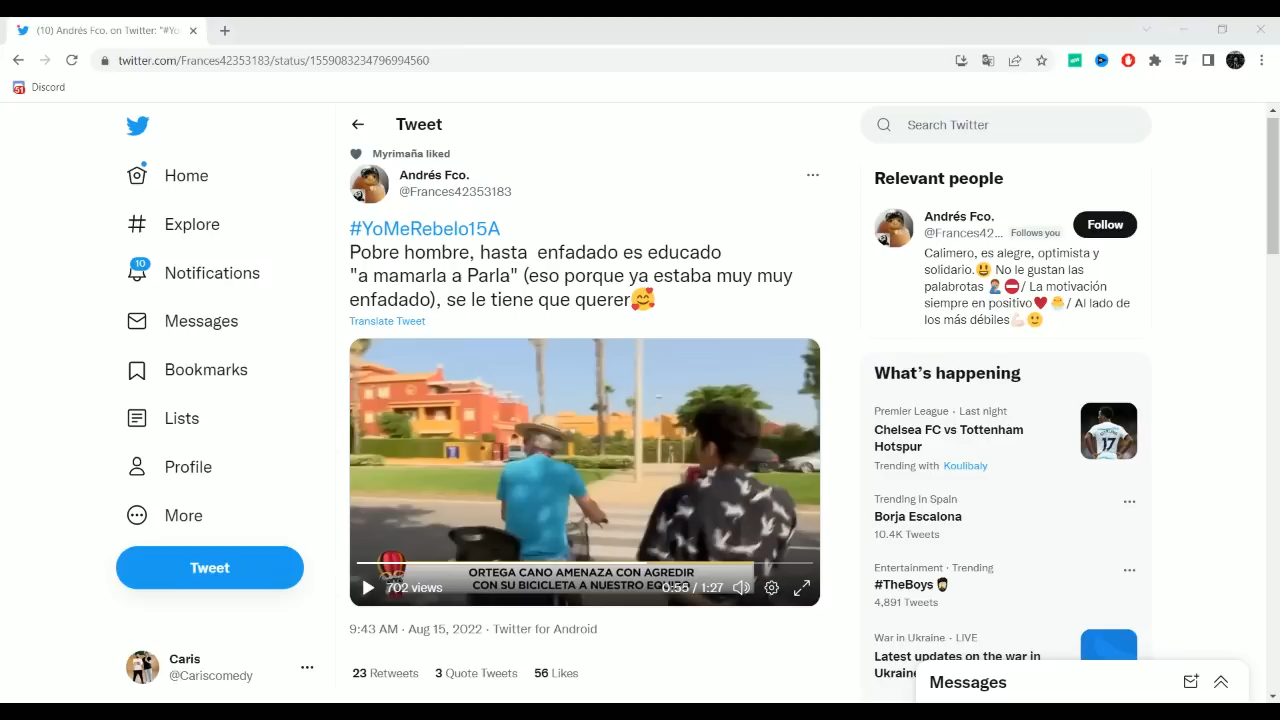 (10) Andrés Fco. on Twitter: "#Yo
twitter.com/Frances42353183/status/1559083234796994560
Discord
Home
Explore
10
Notifications
Messages
Bookmarks
Lists
Profile
More
Tweet
Caris
@Cariscomedy
Tweet
Myrimaña liked
Andrés Fco.
@Frances42353183
#YoMeRebelo15A
Pobre hombre, hasta enfadado es educado
"a mamarla a Parla" (eso porque ya estaba muy muy
enfadado), se le tiene que querer🥰
Translate Tweet
ORTEGA CANO AMENAZA CON AGREDIR
CON SU BICICLETA A NUESTRO EQ
702 views
0:56 / 1:27
9:43 AM · Aug 15, 2022 · Twitter for Android
23 Retweets 3 Quote Tweets 56 Likes
Search Twitter
Relevant people
Andrés Fco.
@Frances42... Follows you
Follow
Calimero, es alegre, optimista y
solidario.😃 No le gustan las
palabrotas 🤦🏻‍♂️⛔/ La motivación
siempre en positivo♥️🐣/ Al lado de
los más débiles💪🏻🙂
What's happening
Premier League · Last night
Chelsea FC vs Tottenham
Hotspur
17
Trending with Koulibaly
Trending in Spain
Borja Escalona
10.4K Tweets
Entertainment · Trending
#TheBoys
4,891 Tweets
War in Ukraine · LIVE
Latest updates on the war in
Ukraine
Messages